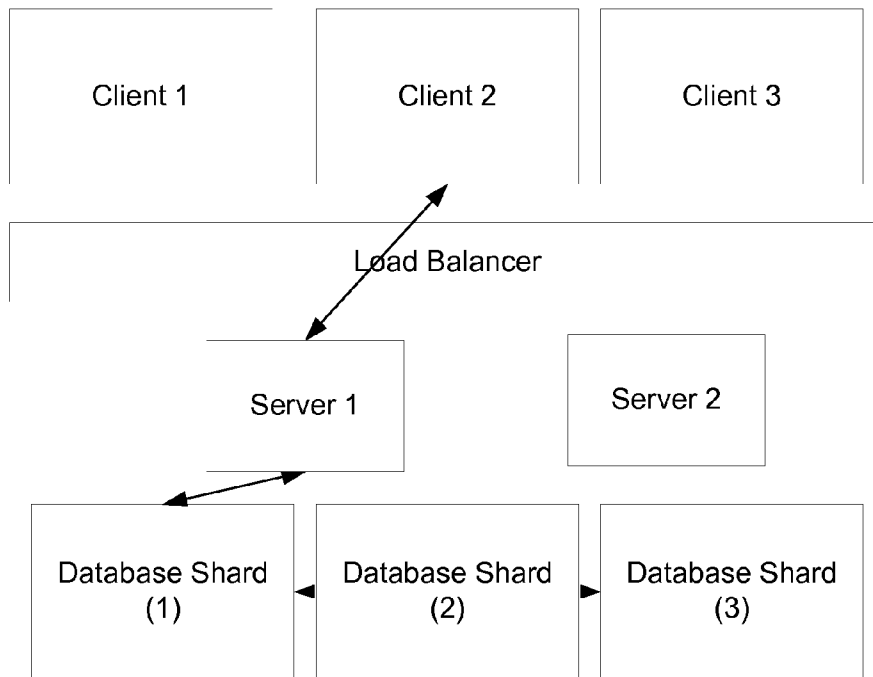 Client 1
Client 2
Client 3
Load Balancer
Server 1
Server 2
Database Shard
(1)
Database Shard
(2)
Database Shard
(3)